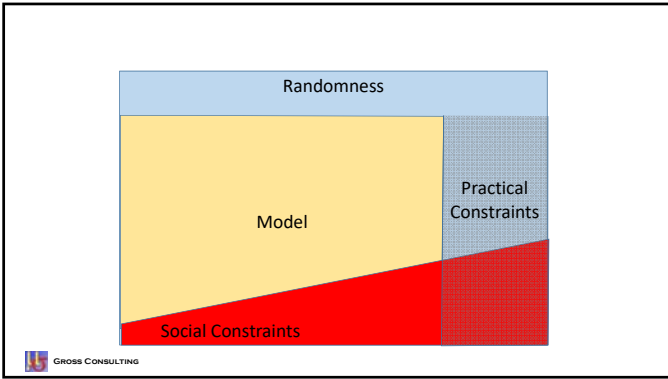 Randomness
Practical
Constraints
Model
Social Constraints
GROSS CONSULTING